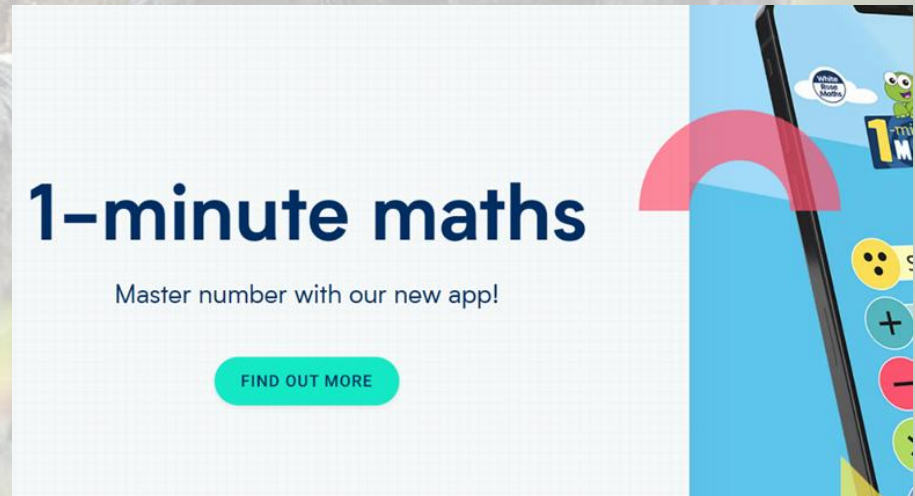 1-minute maths
Master number with our new app!
FIND OUT MORE
White
Rose
Maths